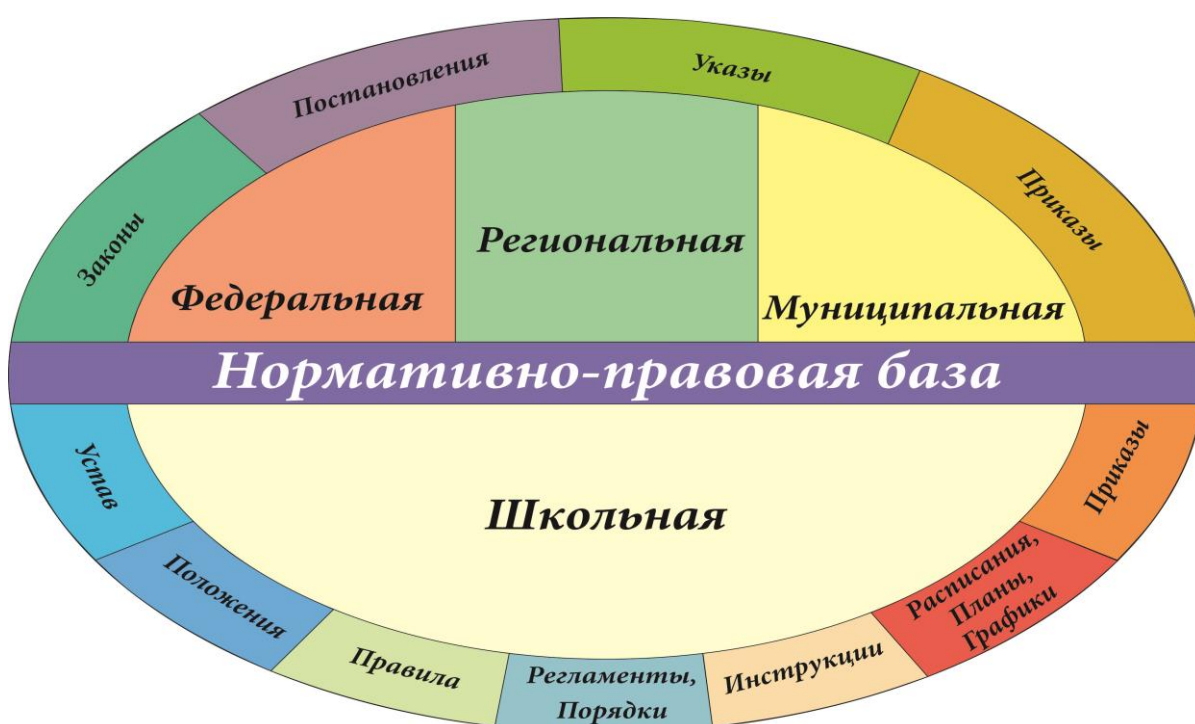 Постановления
Указы
Законы
Приказы
Региональная
Федеральная
Муниципальная
Нормативно-правовая база
Устав
Школьная
Приказы
Положения
Правила
Регламенты,
Порядки
Инструкции
Расписания,
Планы,
Графики